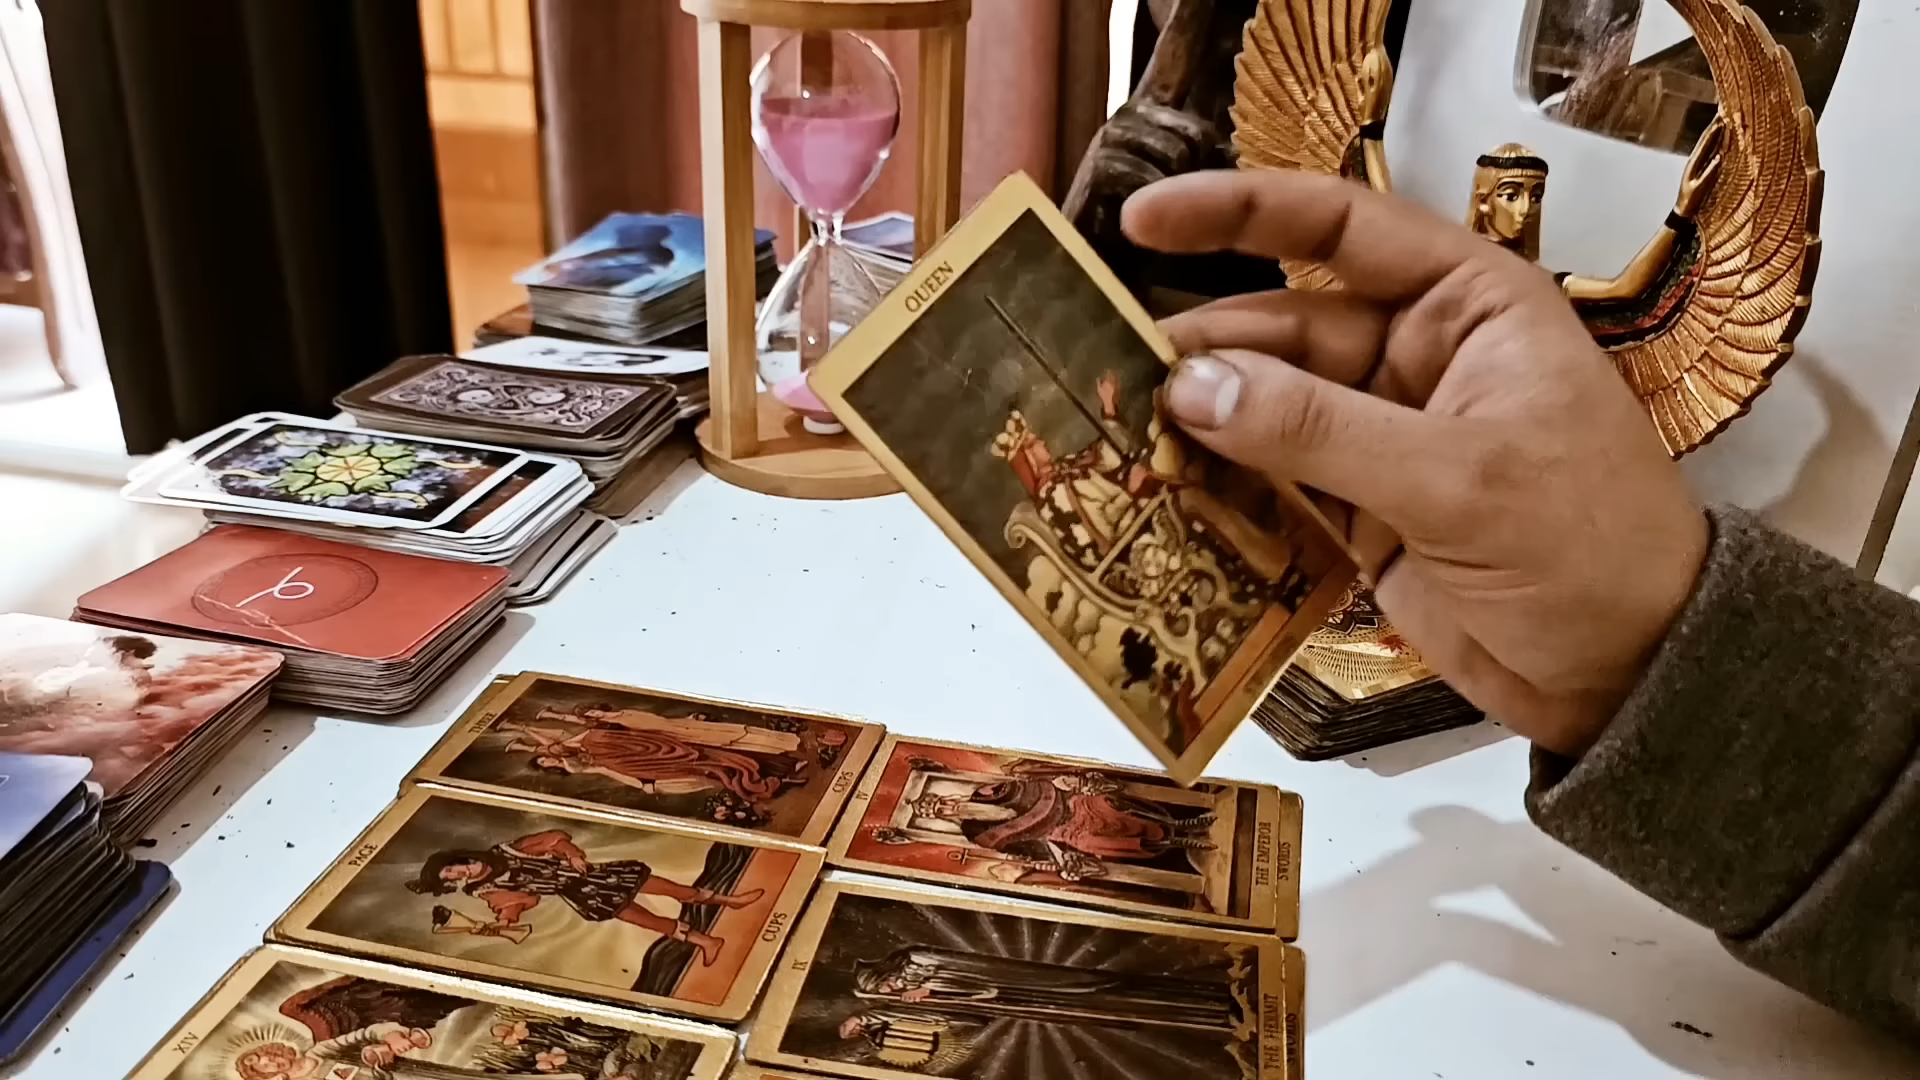 QUEEN
THREE
CUPS
IV
THE EMPEROR
SWORDS
PAGE
CUPS
IX
THE HERMIT
SWORDS
XIV